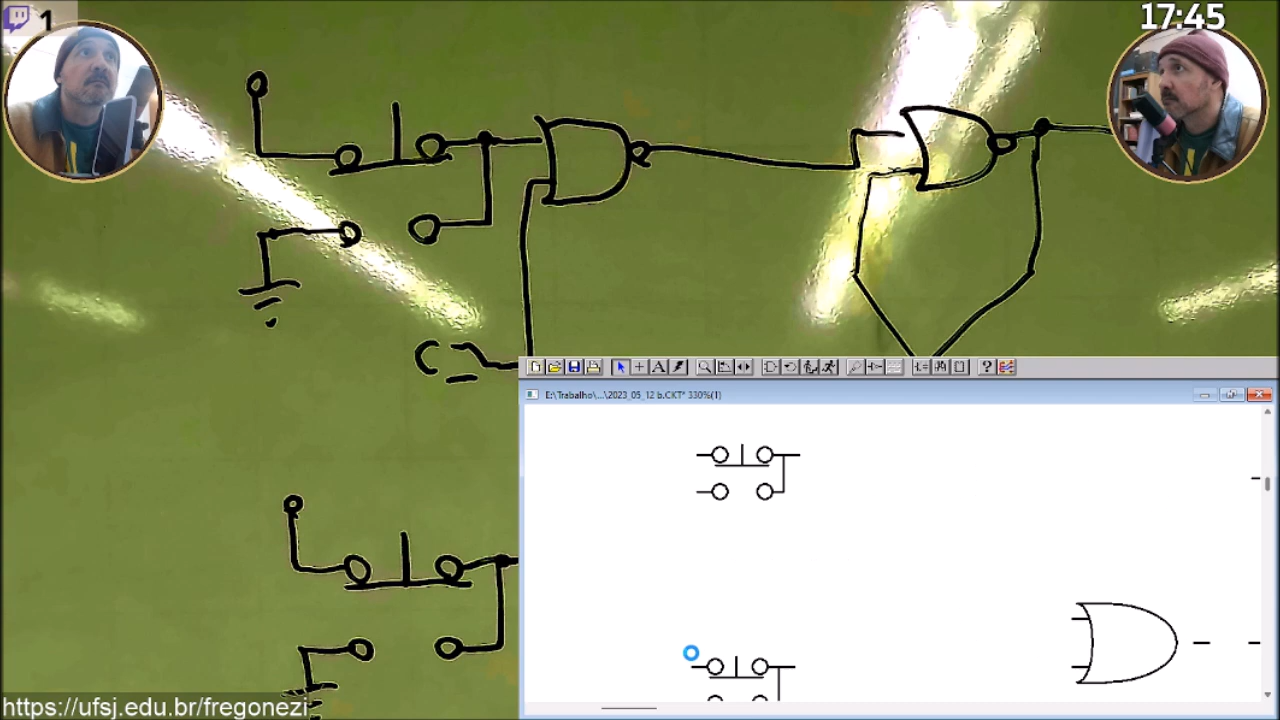 1
17:45
E:\Trabalho\...\2023_05_12 b.CKT* 330%(1)
https://ufsj.edu.br/fregonezi